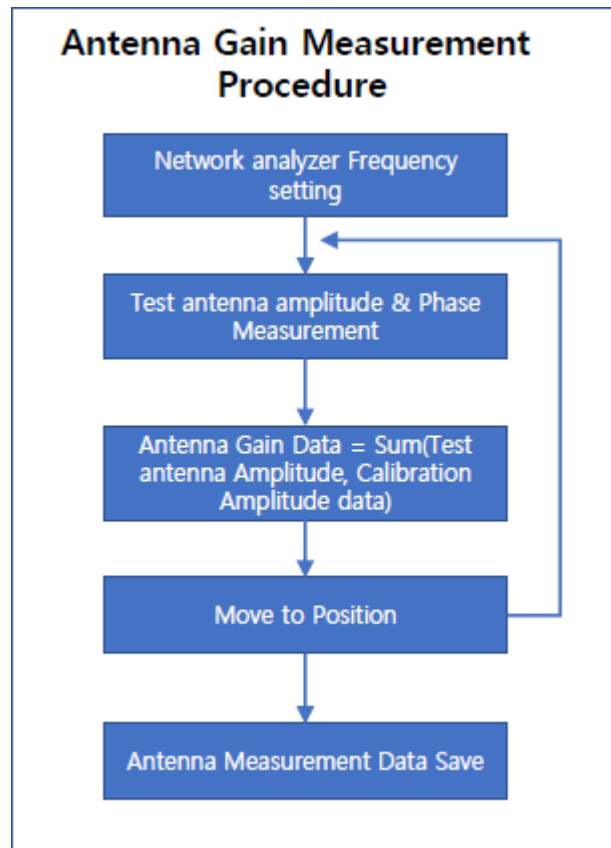 Antenna Gain Measurement
Procedure
Network analyzer Frequency
setting
Test antenna amplitude & Phase
Measurement
Antenna Gain Data = Sum(Test
antenna Amplitude, Calibration
Amplitude data)
Move to Position
Antenna Measurement Data Save